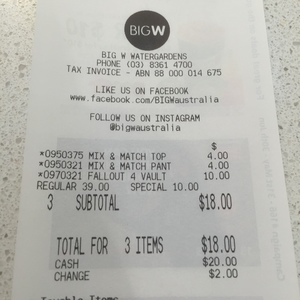 BIG W
BIG W WATERGARDENS
PHONE (03) 8361 4700
TAX INVOICE - ABN 88 000 014 675
LIKE US ON FACEBOOK
www.facebook.com/BIGWaustralia
FOLLOW US ON INSTAGRAM
@bigwaustralia
$
*0950375 MIX & MATCH TOP 4.00
*0950321 MIX & MATCH PANT 4.00
*0970321 FALLOUT 4 VAULT 10.00
REGULAR 39.00 SPECIAL 10.00
3 SUBTOTAL $18.00
TOTAL FOR 3 ITEMS $18.00
CASH $20.00
CHANGE $2.00